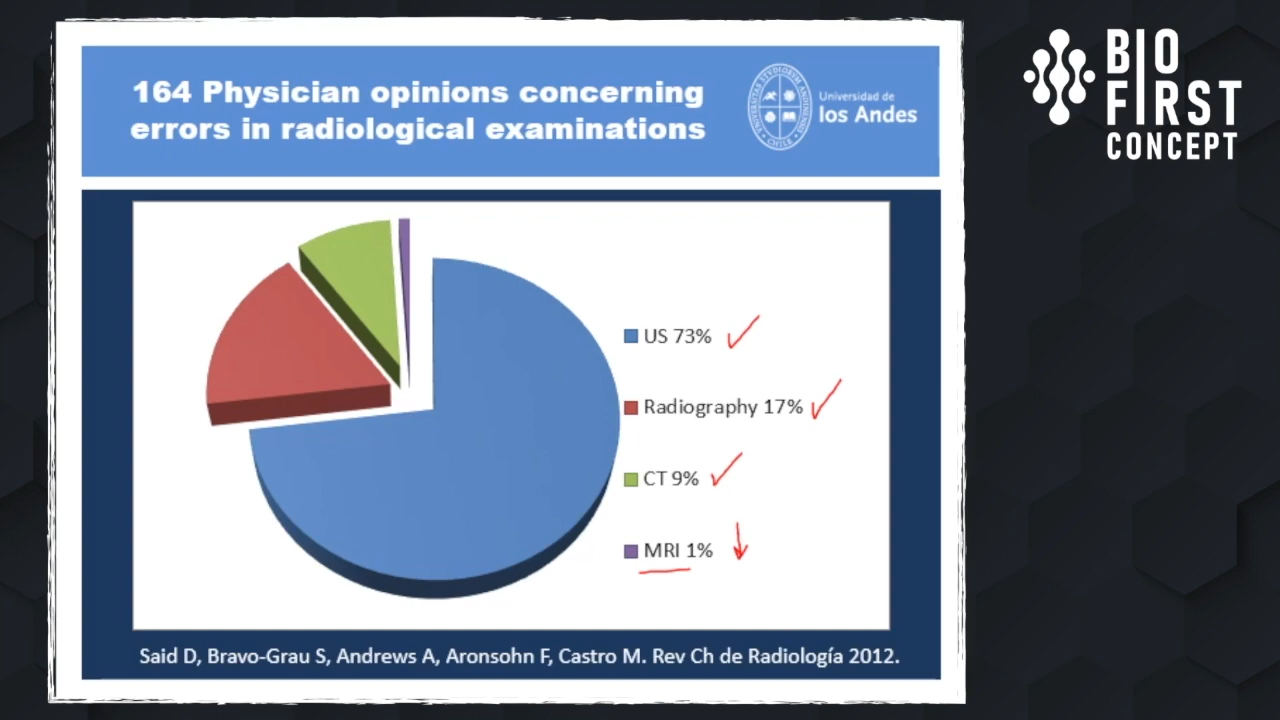 164 Physician opinions concerning
errors in radiological examinations
Universidad de
los Andes
BIO
FIRST
CONCEPT
US 73%
Radiography 17%
CT 9%
MRI 1%
Said D, Bravo-Grau S, Andrews A, Aronsohn F, Castro M. Rev Ch de Radiología 2012.